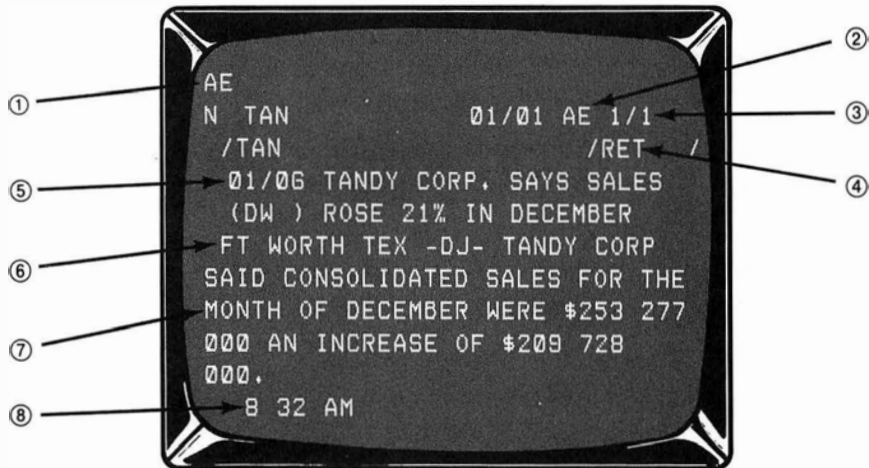 AE
N TAN 01/01 AE 1/1
/TAN /RET /
01/06 TANDY CORP. SAYS SALES
(DW ) ROSE 21% IN DECEMBER
FT WORTH TEX -DJ- TANDY CORP
SAID CONSOLIDATED SALES FOR THE
MONTH OF DECEMBER WERE $253 277
000 AN INCREASE OF $209 728
000.
8 32 AM
①
②
③
④
⑤
⑥
⑦
⑧